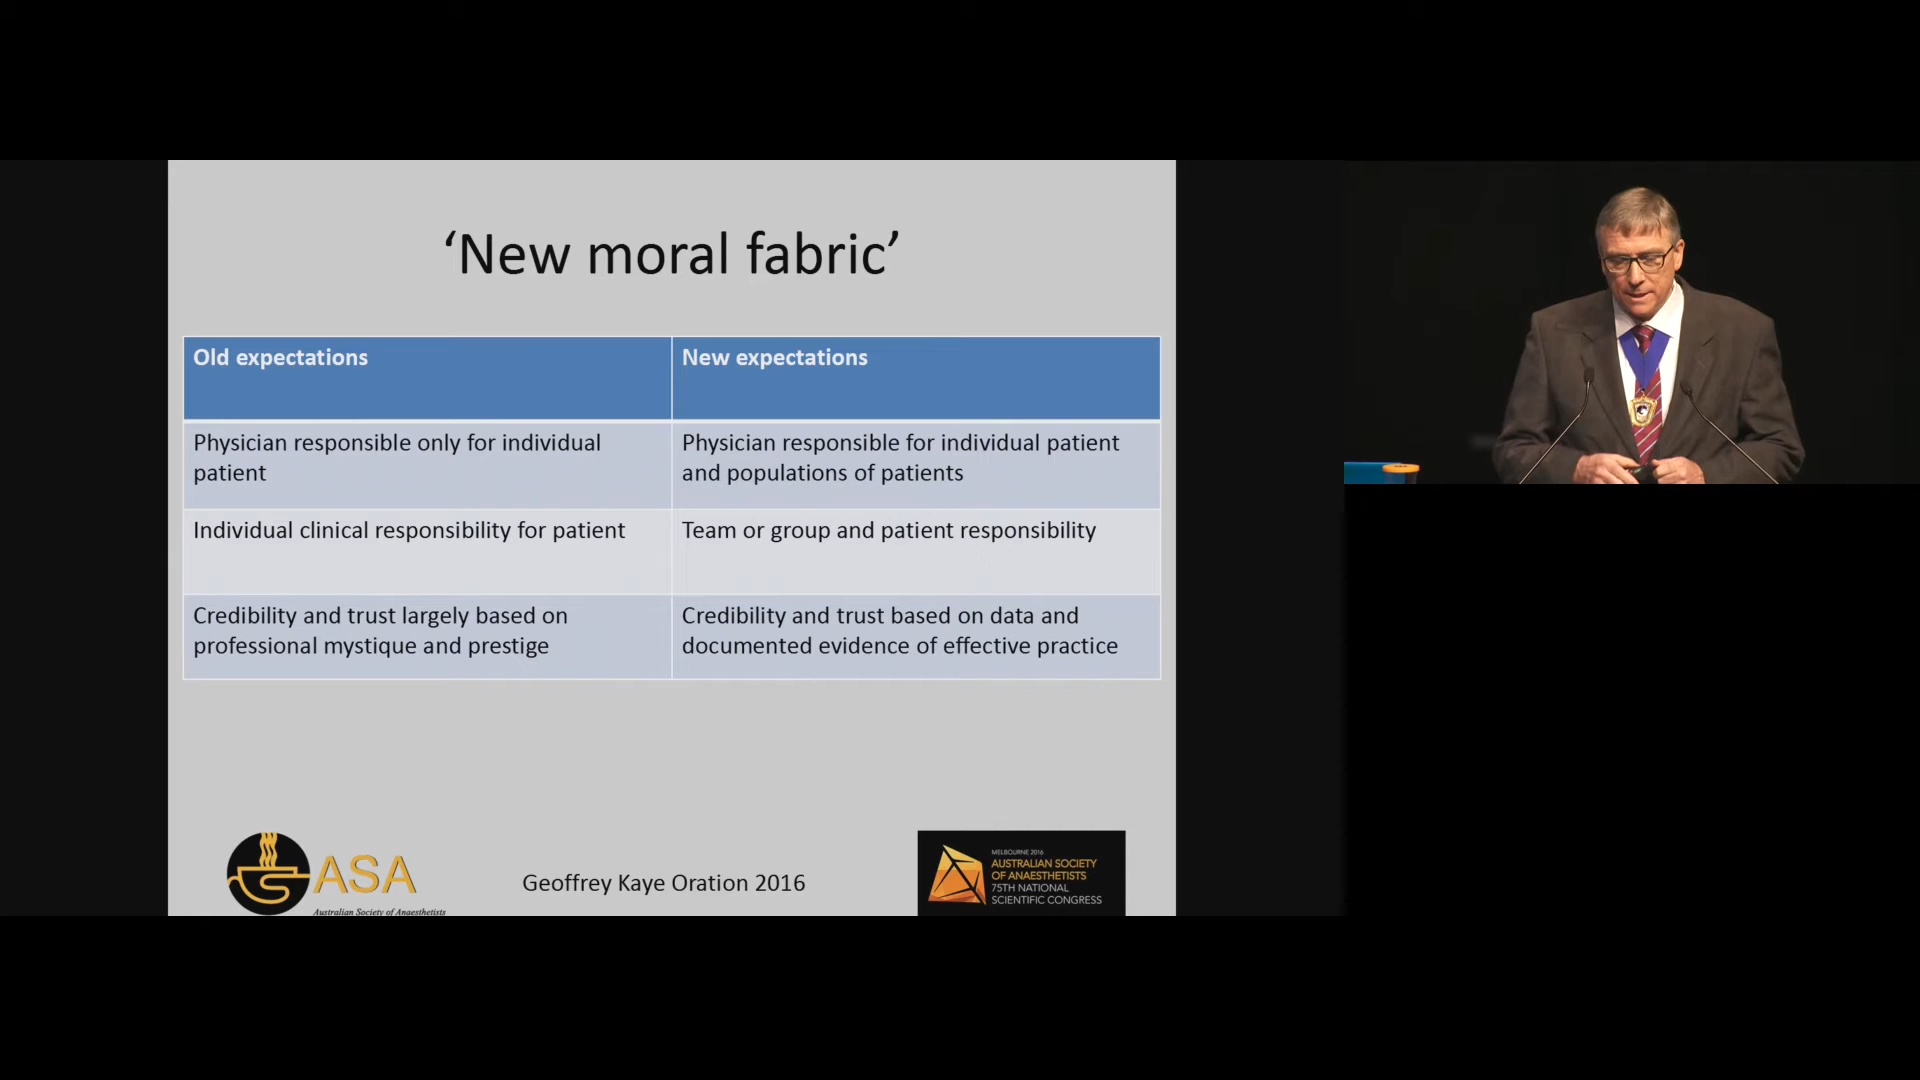 ‘New moral fabric’
Old expectations
New expectations
Physician responsible only for individual
patient
Physician responsible for individual patient
and populations of patients
Individual clinical responsibility for patient
Team or group and patient responsibility
Credibility and trust largely based on
professional mystique and prestige
Credibility and trust based on data and
documented evidence of effective practice
ASA
Australian Society of Anaesthetists
Geoffrey Kaye Oration 2016
MELBOURNE 2016
AUSTRALIAN SOCIETY
OF ANAESTHETISTS
75TH NATIONAL
SCIENTIFIC CONGRESS